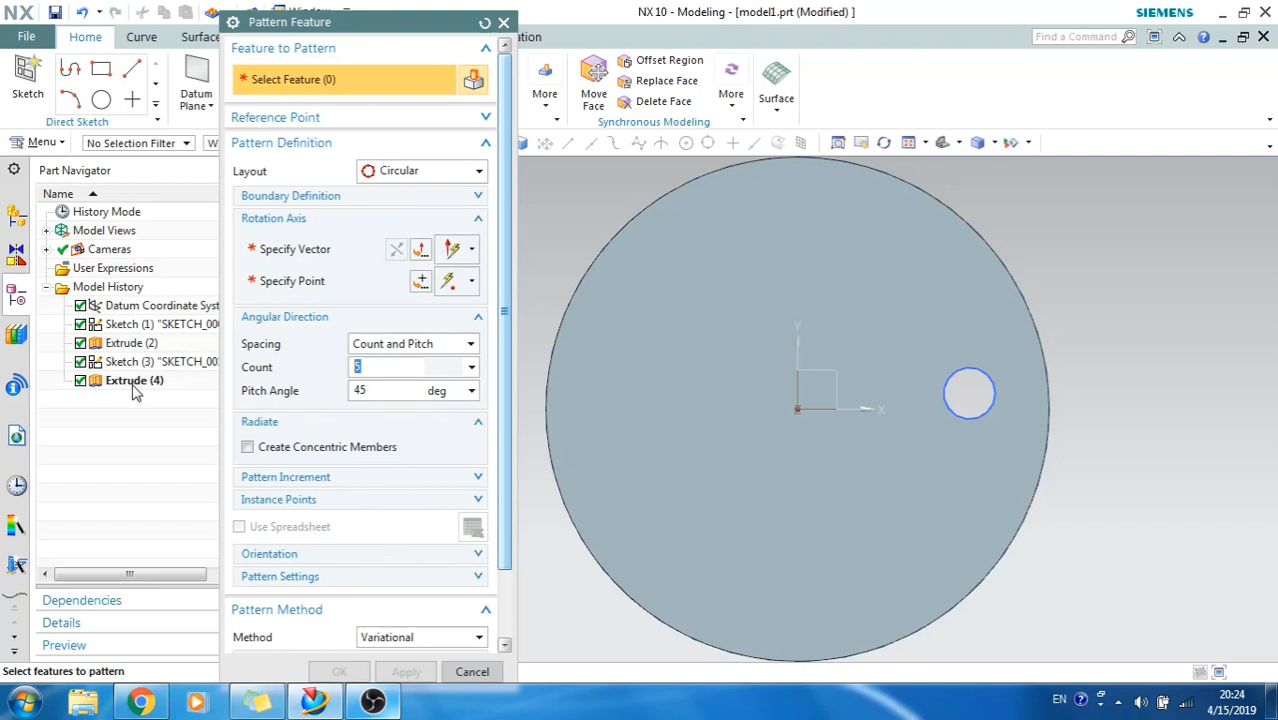 NX
Window
Pattern Feature
NX 10 - Modeling - [model1.prt (Modified) ]
SIEMENS
File
Home
Curve
Find a Command
Sketch
Datum
Plane
Direct Sketch
More
Move
Face
Offset Region
Replace Face
Delete Face
More
Surface
Synchronous Modeling
Menu
No Selection Filter
Part Navigator
Name
History Mode
Model Views
Cameras
User Expressions
Model History
Datum Coordinate Sys
Sketch (1) "SKETCH_00
Extrude (2)
Extrude (4)
Dependencies
Details
Preview
Feature to Pattern
* Select Feature (0)
Reference Point
Pattern Definition
Layout
Circular
Boundary Definition
Rotation Axis
* Specify Vector
* Specify Point
Angular Direction
Spacing
Count and Pitch
Count
5
Pitch Angle
45
deg
Radiate
Create Concentric Members
Pattern Increment
Instance Points
Use Spreadsheet
Orientation
Pattern Settings
Pattern Method
Method
Variational
OK
Apply
Cancel
Y
X
Select features to pattern
EN
20:24
4/15/2019